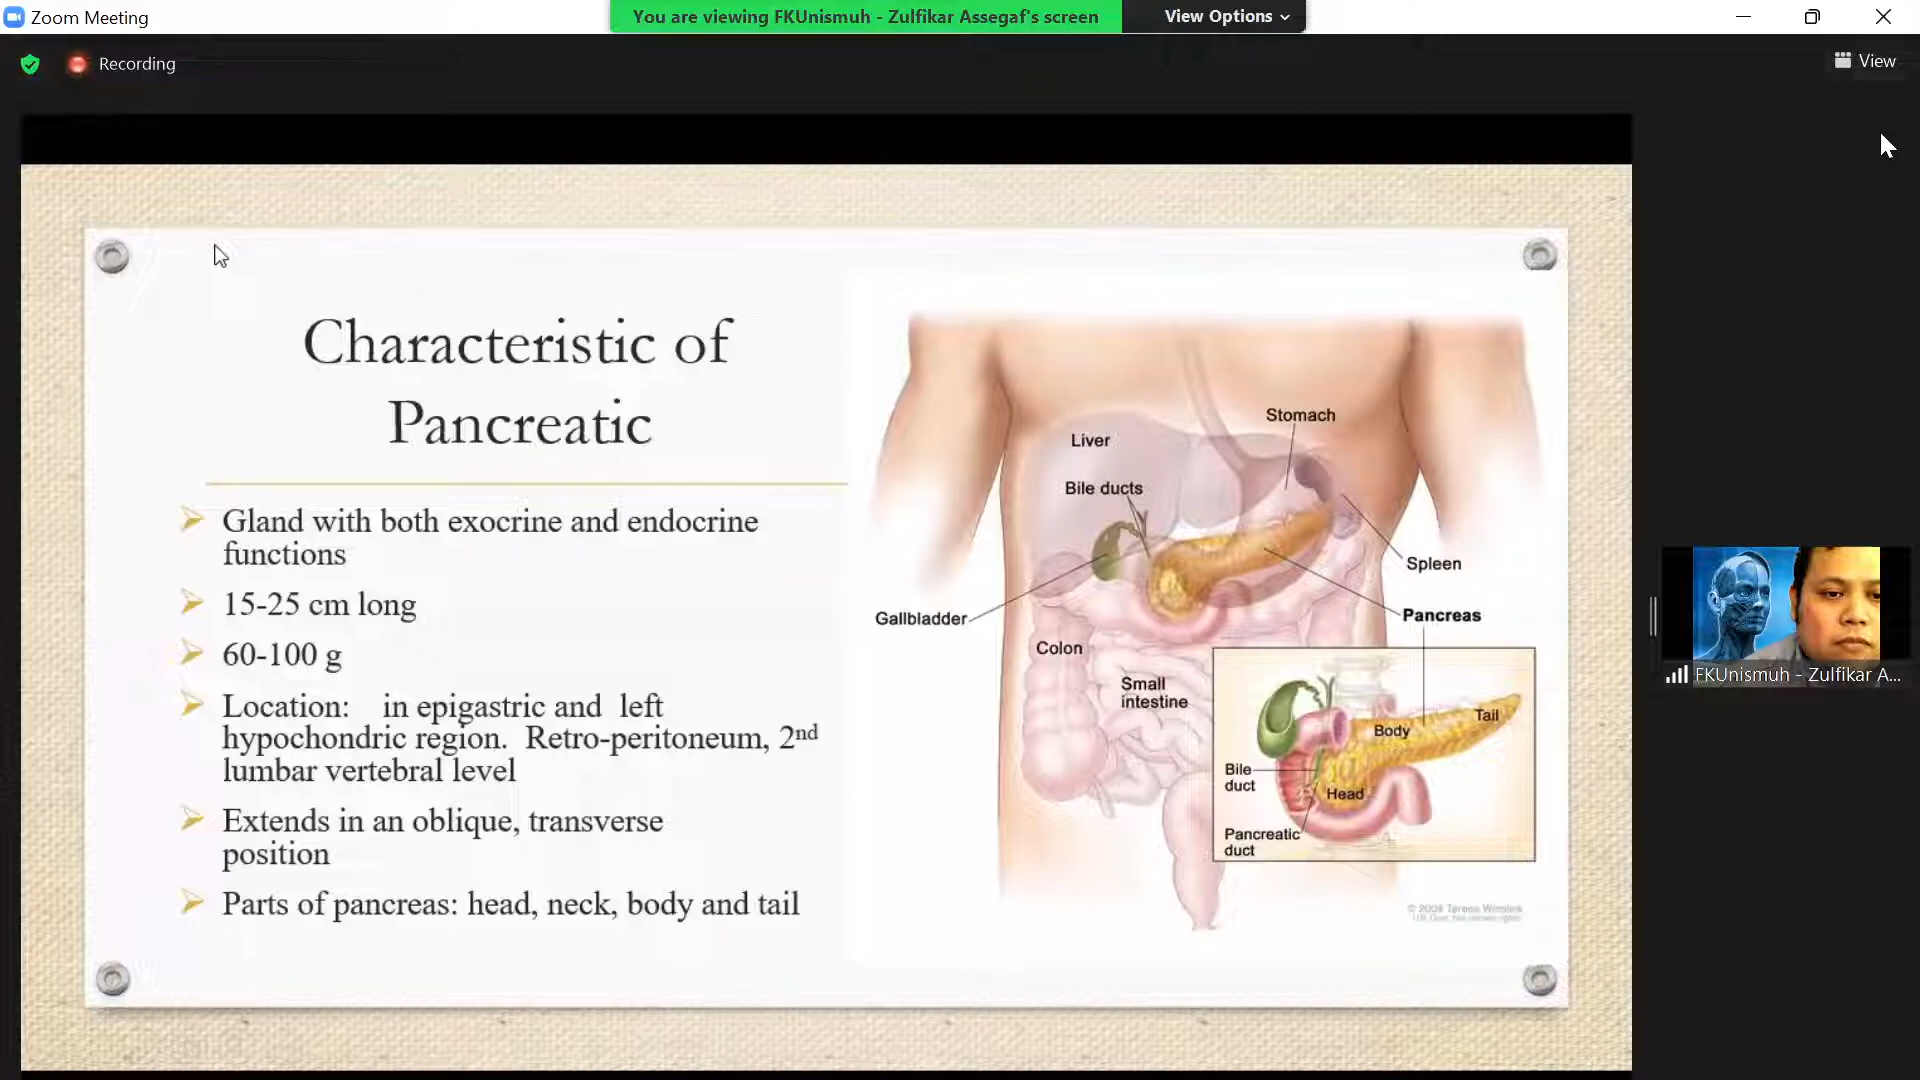 Zoom Meeting
You are viewing FKUnismuh - Zulfikar Assegaf's screen
View Options
Recording
View
Characteristic of
Pancreatic
Gland with both exocrine and endocrine
functions
15-25 cm long
60-100 g
Location: in epigastric and left
hypochondric region. Retro-peritoneum, 2nd
lumbar vertebral level
Extends in an oblique, transverse
position
Parts of pancreas: head, neck, body and tail
Stomach
Liver
Bile ducts
Spleen
Gallbladder
Pancreas
Colon
Small
intestine
Tail
Body
Bile
duct
Head
Pancreatic
duct
FKUnismuh - Zulfikar A...